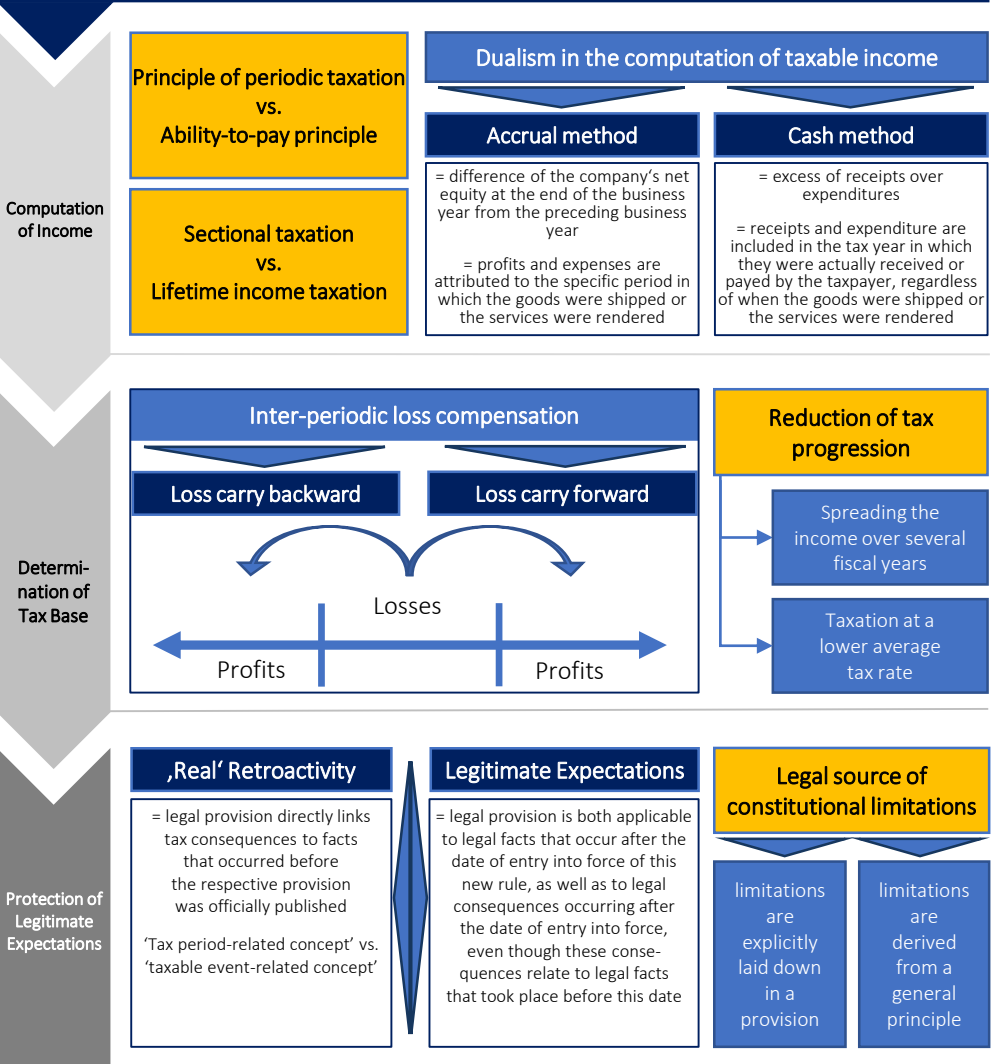 Computation
of Income
Principle of periodic taxation
vs.
Ability-to-pay principle
Sectional taxation
vs.
Lifetime income taxation
Dualism in the computation of taxable income
Accrual method
= difference of the company‘s net
equity at the end of the business
year from the preceding business
year
= profits and expenses are
attributed to the specific period in
which the goods were shipped or
the services were rendered
Cash method
= excess of receipts over
expenditures
= receipts and expenditure are
included in the tax year in which
they were actually received or
payed by the taxpayer, regardless
of when the goods were shipped or
the services were rendered
Determi-
nation of
Tax Base
Inter-periodic loss compensation
Loss carry backward
Loss carry forward
Losses
Profits
Profits
Reduction of tax
progression
Spreading the
income over several
fiscal years
Taxation at a
lower average
tax rate
Protection of
Legitimate
Expectations
‚Real‘ Retroactivity
= legal provision directly links
tax consequences to facts
that occurred before
the respective provision
was officially published
‘Tax period-related concept’ vs.
‘taxable event-related concept’
Legitimate Expectations
= legal provision is both applicable
to legal facts that occur after the
date of entry into force of this
new rule, as well as to legal
consequences occurring after
the date of entry into force,
even though these conse-
quences relate to legal facts
that took place before this date
Legal source of
constitutional limitations
limitations
are
explicitly
laid down
in a
provision
limitations
are
derived
from a
general
principle